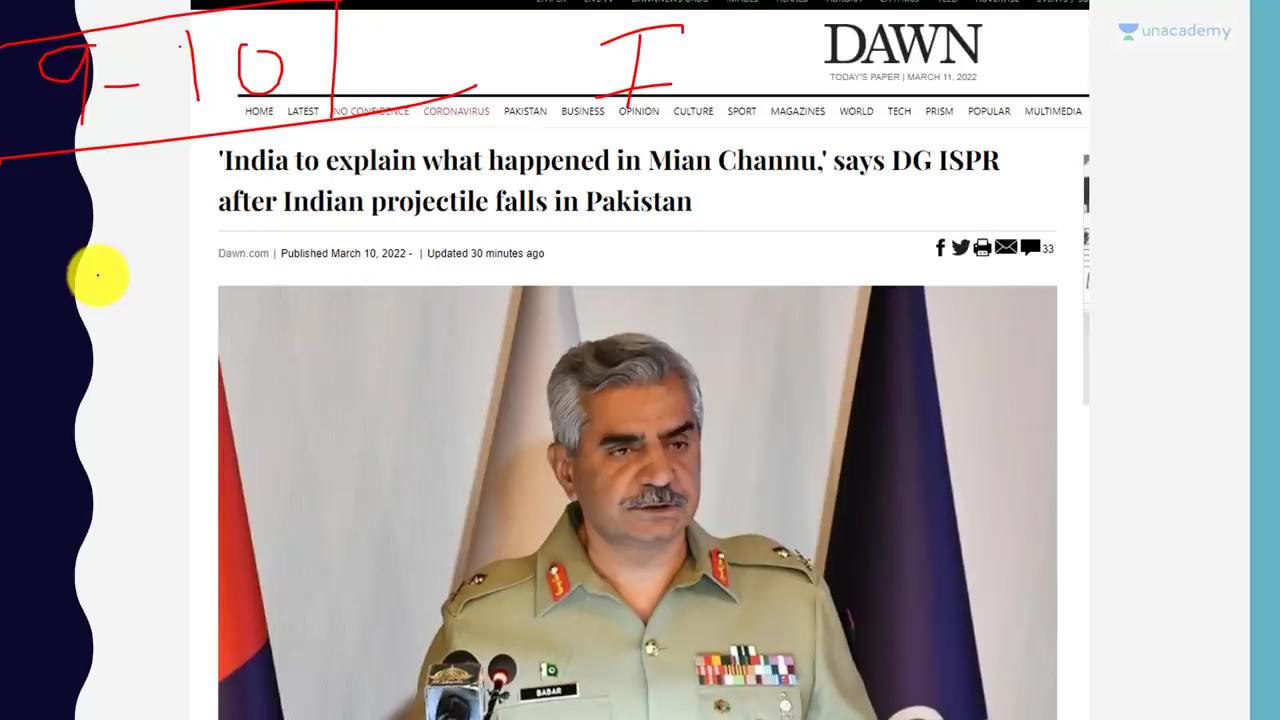 9-10
I
unacademy
DAWN
TODAY'S PAPER | MARCH 11, 2022
HOME LATEST NO CONFIDENCE CORONAVIRUS PAKISTAN BUSINESS OPINION CULTURE SPORT MAGAZINES WORLD TECH PRISM POPULAR MULTIMEDIA
'India to explain what happened in Mian Channu,' says DG ISPR
after Indian projectile falls in Pakistan
Dawn.com | Published March 10, 2022 - | Updated 30 minutes ago
33
BABAR